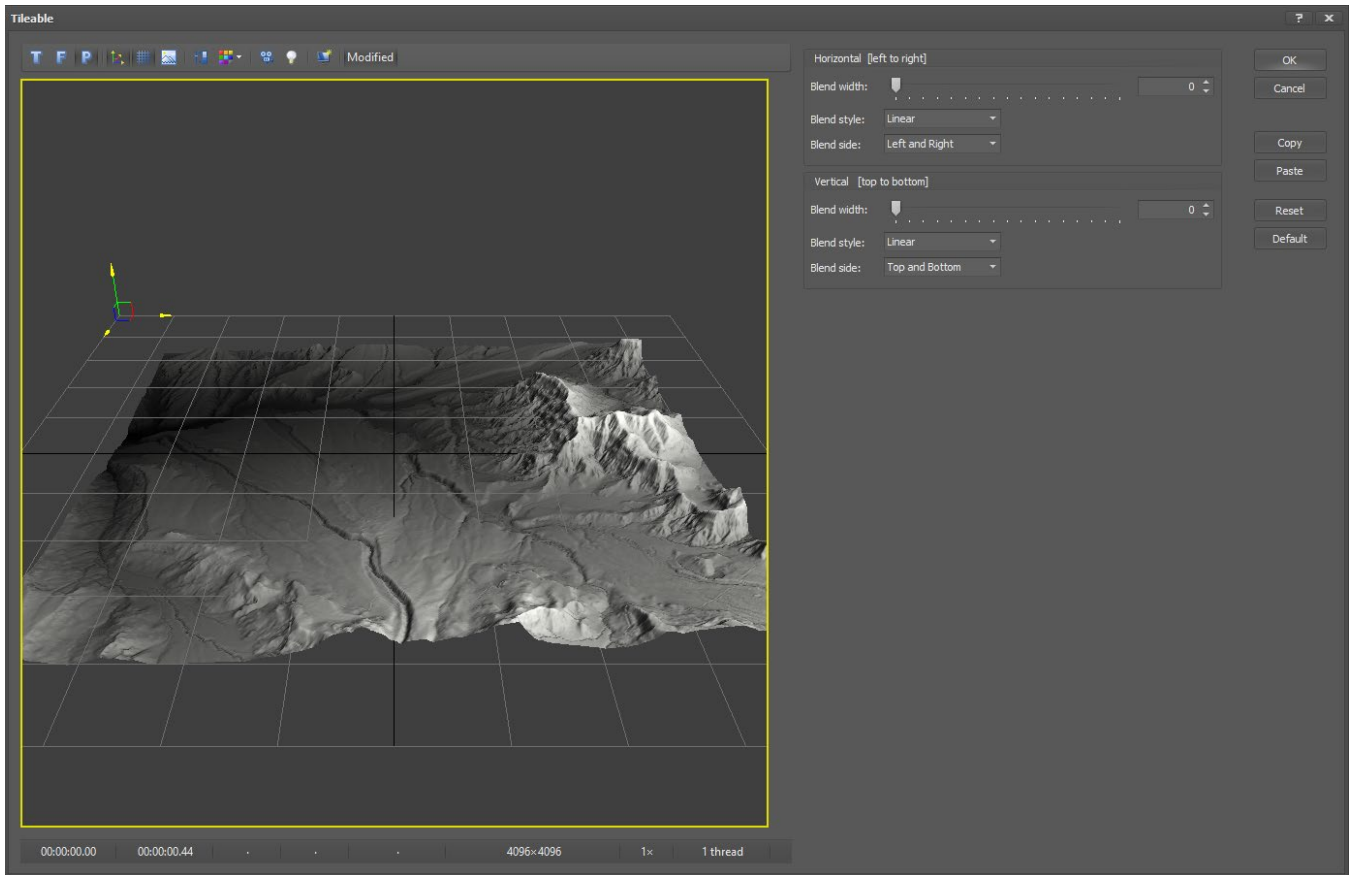 Tileable
? ×
T F P Modified
Horizontal [left to right]
Blend width: 0
Blend style: Linear
Blend side: Left and Right
Vertical [top to bottom]
Blend width: 0
Blend style: Linear
Blend side: Top and Bottom
OK
Cancel
Copy
Paste
Reset
Default
00:00:00.00 00:00:00.44 . . . 4096×4096 1× 1 thread